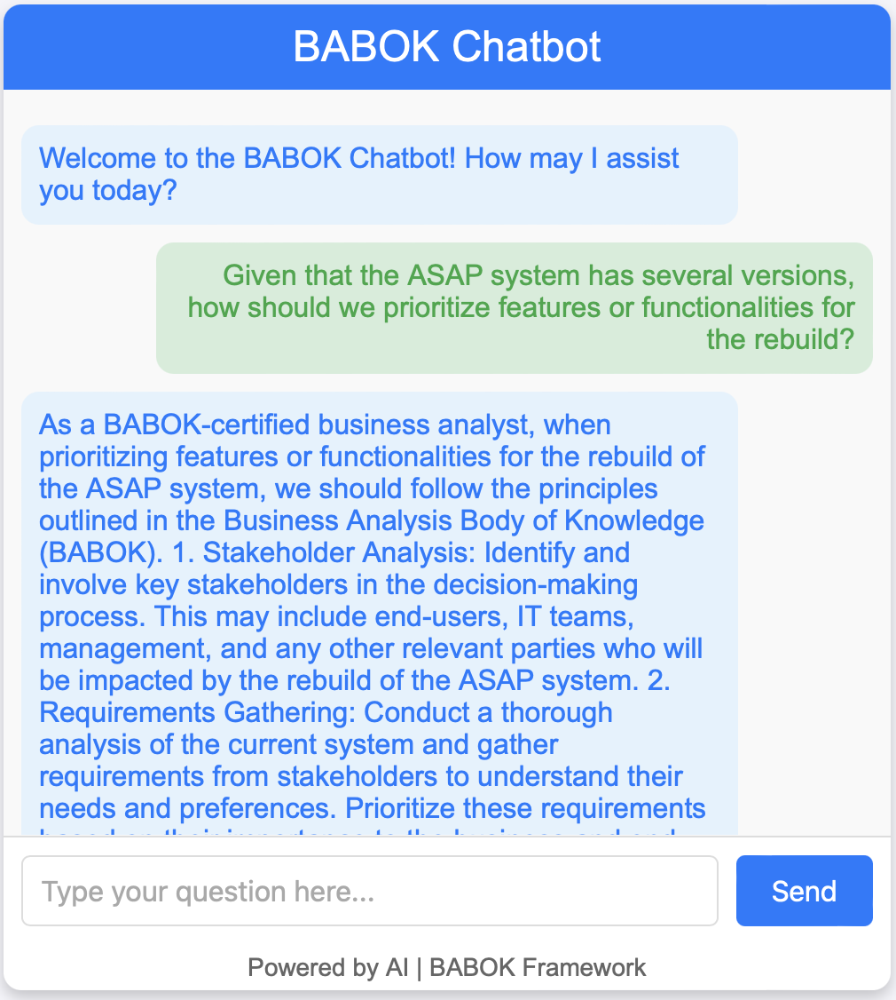 BABOK Chatbot
Welcome to the BABOK Chatbot! How may I assist
you today?
Given that the ASAP system has several versions,
how should we prioritize features or functionalities for
the rebuild?
As a BABOK-certified business analyst, when
prioritizing features or functionalities for the rebuild of
the ASAP system, we should follow the principles
outlined in the Business Analysis Body of Knowledge
(BABOK). 1. Stakeholder Analysis: Identify and
involve key stakeholders in the decision-making
process. This may include end-users, IT teams,
management, and any other relevant parties who will
be impacted by the rebuild of the ASAP system. 2.
Requirements Gathering: Conduct a thorough
analysis of the current system and gather
requirements from stakeholders to understand their
needs and preferences. Prioritize these requirements
Type your question here...
Send
Powered by AI | BABOK Framework